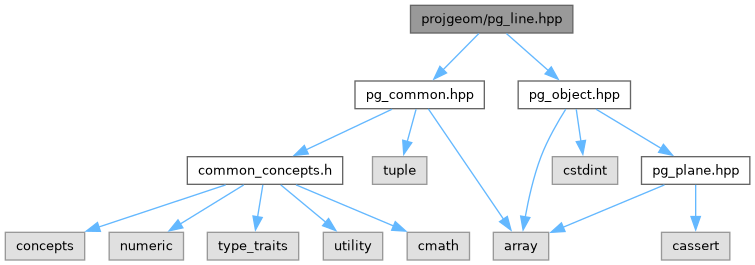 projgeom/pg_line.hpp
pg_common.hpp
pg_object.hpp
common_concepts.h
tuple
cstdint
pg_plane.hpp
concepts
numeric
type_traits
utility
cmath
array
cassert